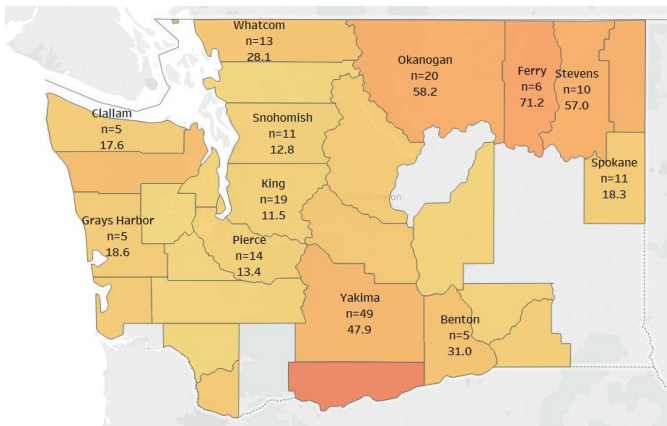 Whatcom
n=13
28.1
Okanogan
n=20
58.2
Ferry
n=6
71.2
Stevens
n=10
57.0
Clallam
n=5
17.6
Snohomish
n=11
12.8
Spokane
n=11
18.3
King
n=19
11.5
Washington
Grays Harbor
n=5
18.6
Pierce
n=14
13.4
Yakima
n=49
47.9
Benton
n=5
31.0